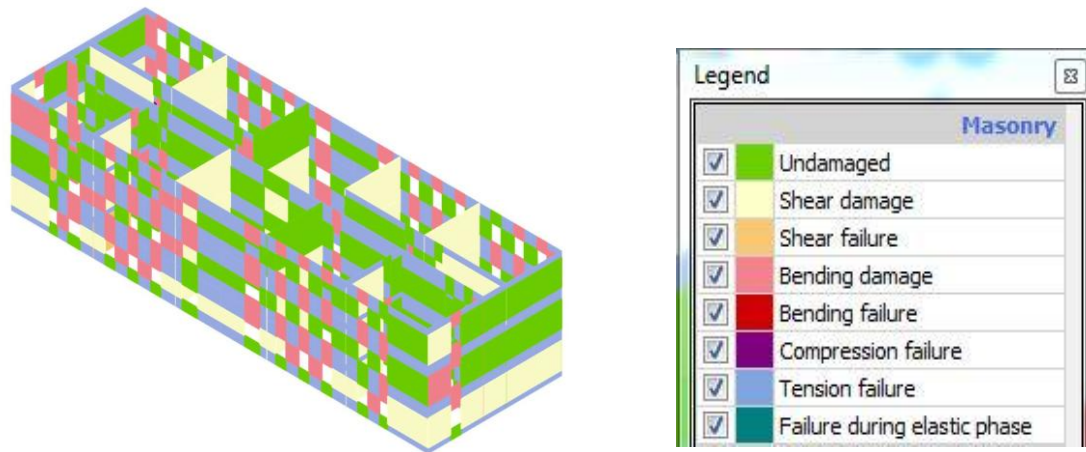 Legend
Masonry
Undamaged
Shear damage
Shear failure
Bending damage
Bending failure
Compression failure
Tension failure
Failure during elastic phase